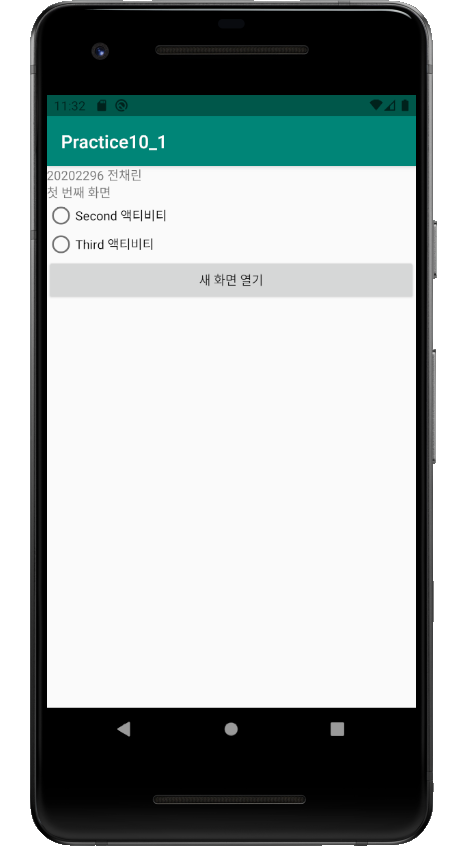 11:32
Practice10_1
20202296 전채린
첫 번째 화면
Second 액티비티
Third 액티비티
새 화면 열기